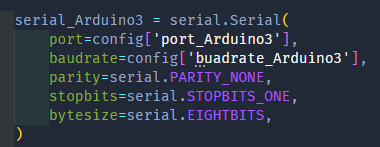 serial_Arduino3 = serial.Serial(
    port=config['port_Arduino3'],
    baudrate=config['buadrate_Arduino3'],
    parity=serial.PARITY_NONE,
    stopbits=serial.STOPBITS_ONE,
    bytesize=serial.EIGHTBITS,
)